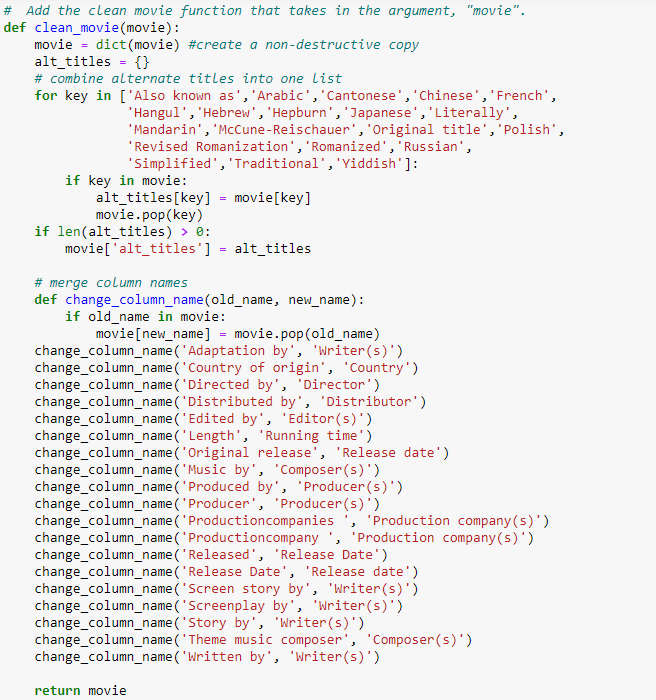 #  Add the clean movie function that takes in the argument, "movie".
def clean_movie(movie):
    movie = dict(movie) #create a non-destructive copy
    alt_titles = {}
    # combine alternate titles into one list
    for key in ['Also known as','Arabic','Cantonese','Chinese','French',
                'Hangul','Hebrew','Hepburn','Japanese','Literally',
                'Mandarin','McCune-Reischauer','Original title','Polish',
                'Revised Romanization','Romanized','Russian',
                'Simplified','Traditional','Yiddish']:
        if key in movie:
            alt_titles[key] = movie[key]
            movie.pop(key)
    if len(alt_titles) > 0:
        movie['alt_titles'] = alt_titles

    # merge column names
    def change_column_name(old_name, new_name):
        if old_name in movie:
            movie[new_name] = movie.pop(old_name)
    change_column_name('Adaptation by', 'Writer(s)')
    change_column_name('Country of origin', 'Country')
    change_column_name('Directed by', 'Director')
    change_column_name('Distributed by', 'Distributor')
    change_column_name('Edited by', 'Editor(s)')
    change_column_name('Length', 'Running time')
    change_column_name('Original release', 'Release date')
    change_column_name('Music by', 'Composer(s)')
    change_column_name('Produced by', 'Producer(s)')
    change_column_name('Producer', 'Producer(s)')
    change_column_name('Productioncompanies ', 'Production company(s)')
    change_column_name('Productioncompany ', 'Production company(s)')
    change_column_name('Released', 'Release Date')
    change_column_name('Release Date', 'Release date')
    change_column_name('Screen story by', 'Writer(s)')
    change_column_name('Screenplay by', 'Writer(s)')
    change_column_name('Story by', 'Writer(s)')
    change_column_name('Theme music composer', 'Composer(s)')
    change_column_name('Written by', 'Writer(s)')

    return movie